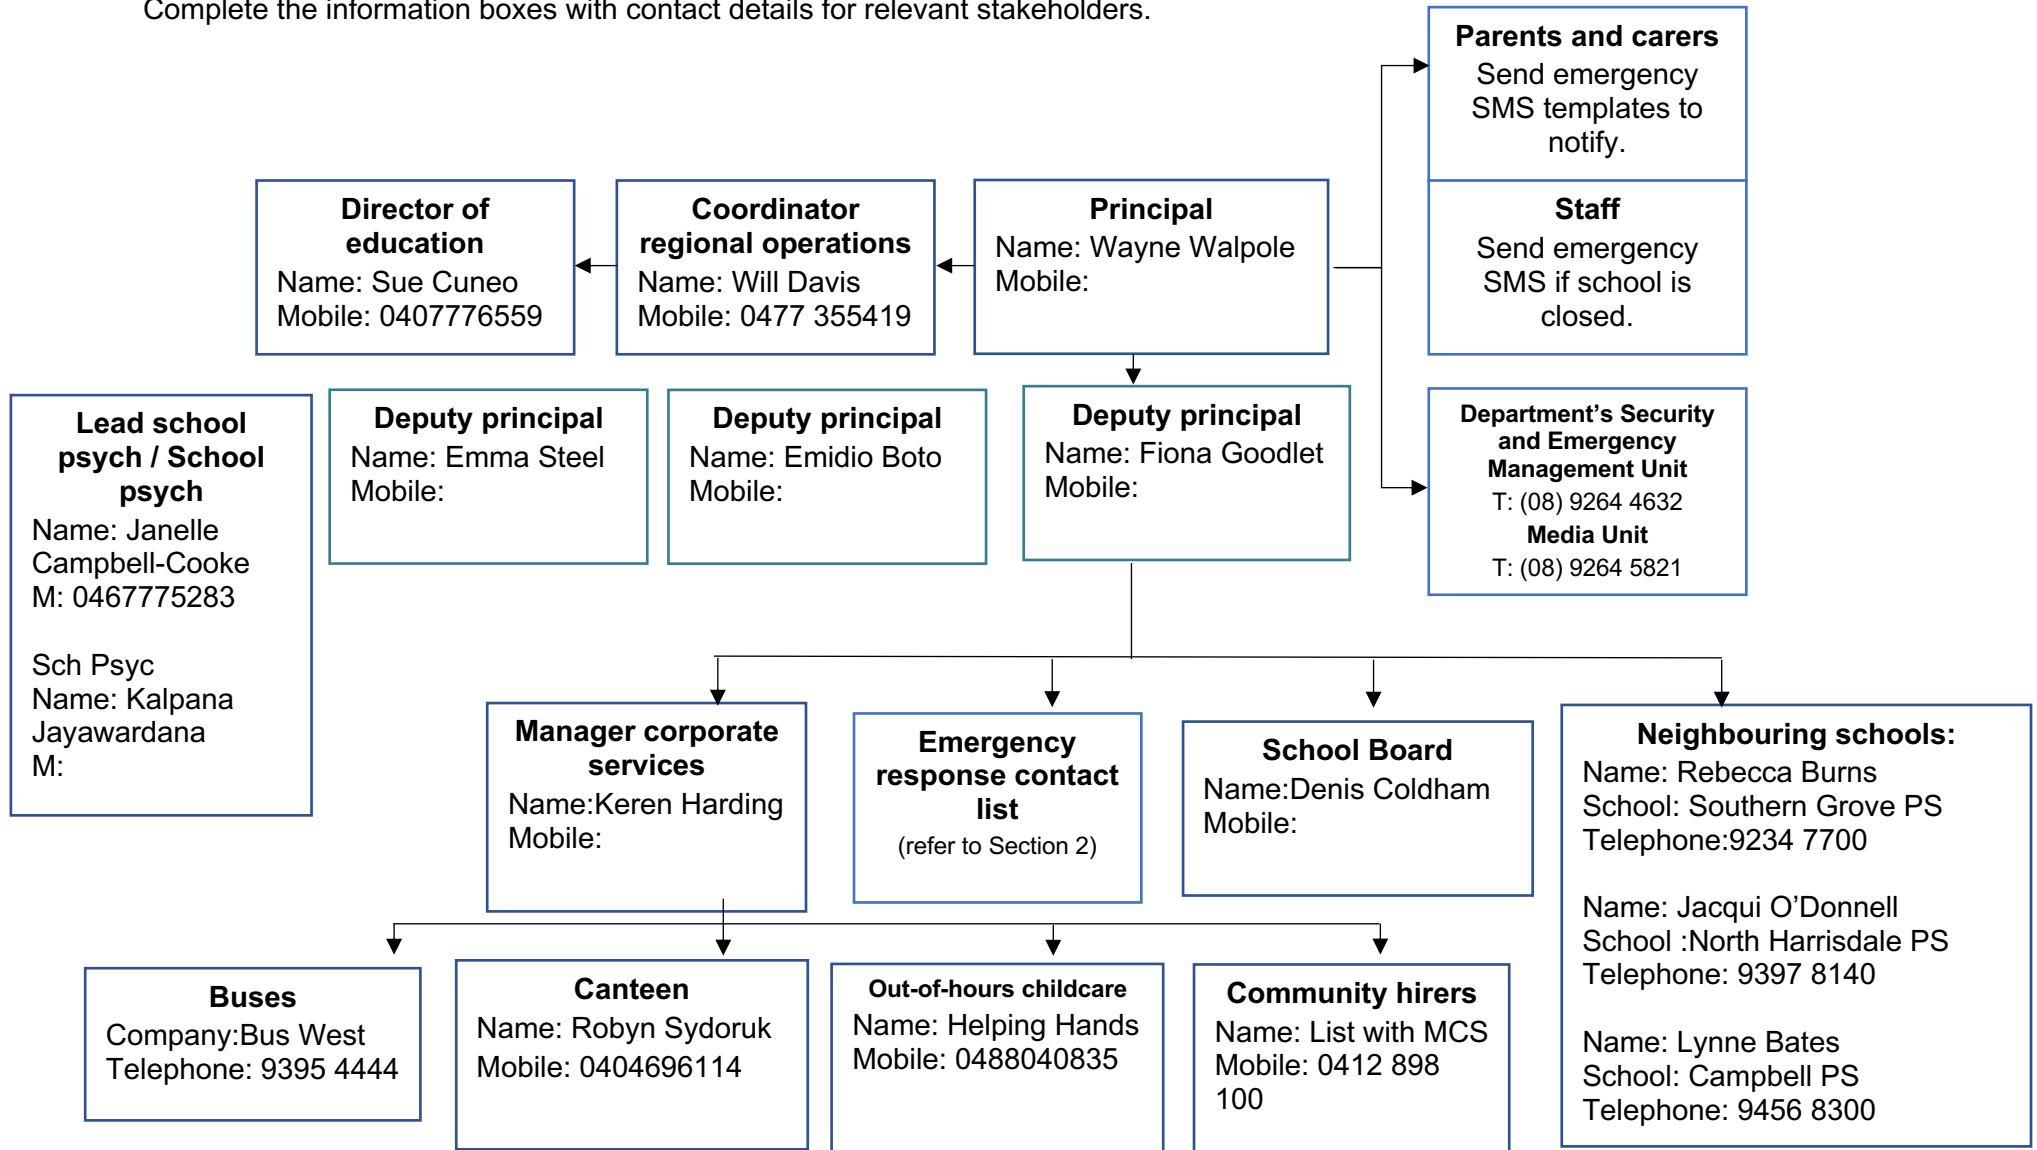 Complete the information boxes with contact details for relevant stakeholders.
Parents and carers
Send emergency
SMS templates to
notify.
Director of
education
Name: Sue Cuneo
Mobile: 0407776559
Coordinator
regional operations
Name: Will Davis
Mobile: 0477 355419
Principal
Name: Wayne Walpole
Mobile:
Staff
Send emergency
SMS if school is
closed.
Lead school
psych / School
psych
Name: Janelle
Campbell-Cooke
M: 0467775283
Sch Psyc
Name: Kalpana
Jayawardana
M:
Deputy principal
Name: Emma Steel
Mobile:
Deputy principal
Name: Emidio Boto
Mobile:
Deputy principal
Name: Fiona Goodlet
Mobile:
Department’s Security
and Emergency
Management Unit
T: (08) 9264 4632
Media Unit
T: (08) 9264 5821
Manager corporate
services
Name:Keren Harding
Mobile:
Emergency
response contact
list
(refer to Section 2)
School Board
Name:Denis Coldham
Mobile:
Neighbouring schools:
Name: Rebecca Burns
School: Southern Grove PS
Telephone:9234 7700
Name: Jacqui O’Donnell
School :North Harrisdale PS
Telephone: 9397 8140
Name: Lynne Bates
School: Campbell PS
Telephone: 9456 8300
Buses
Company:Bus West
Telephone: 9395 4444
Canteen
Name: Robyn Sydoruk
Mobile: 0404696114
Out-of-hours childcare
Name: Helping Hands
Mobile: 0488040835
Community hirers
Name: List with MCS
Mobile: 0412 898
100